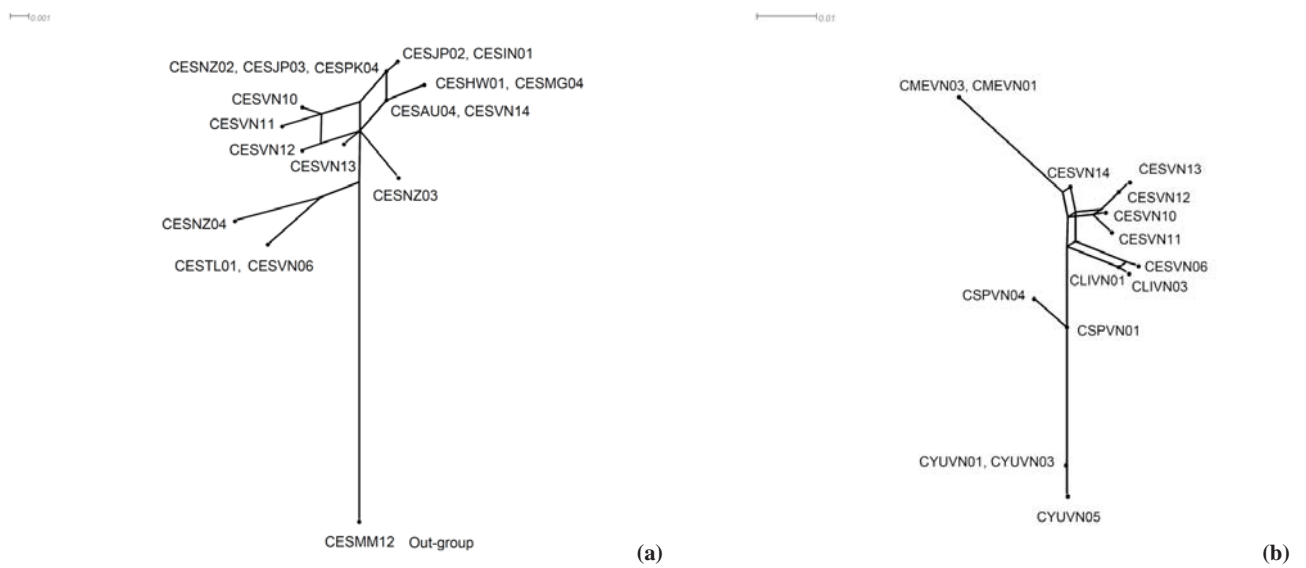 0.001
CESJP02, CESIN01
CESNZ02, CESJP03, CESPK04
CESHW01, CESMG04
CESVN10
CESAU04, CESVN14
CESVN11
CESVN12
CESVN13
CESNZ03
CESNZ04
CESTL01, CESVN06
CESMM12 Out-group
(a)
0.01
CMEVN03, CMEVN01
CESVN14
CESVN13
CESVN12
CESVN10
CESVN11
CESVN06
CLIVN01
CLIVN03
CSPVN04
CSPVN01
CYUVN01, CYUVN03
CYUVN05
(b)